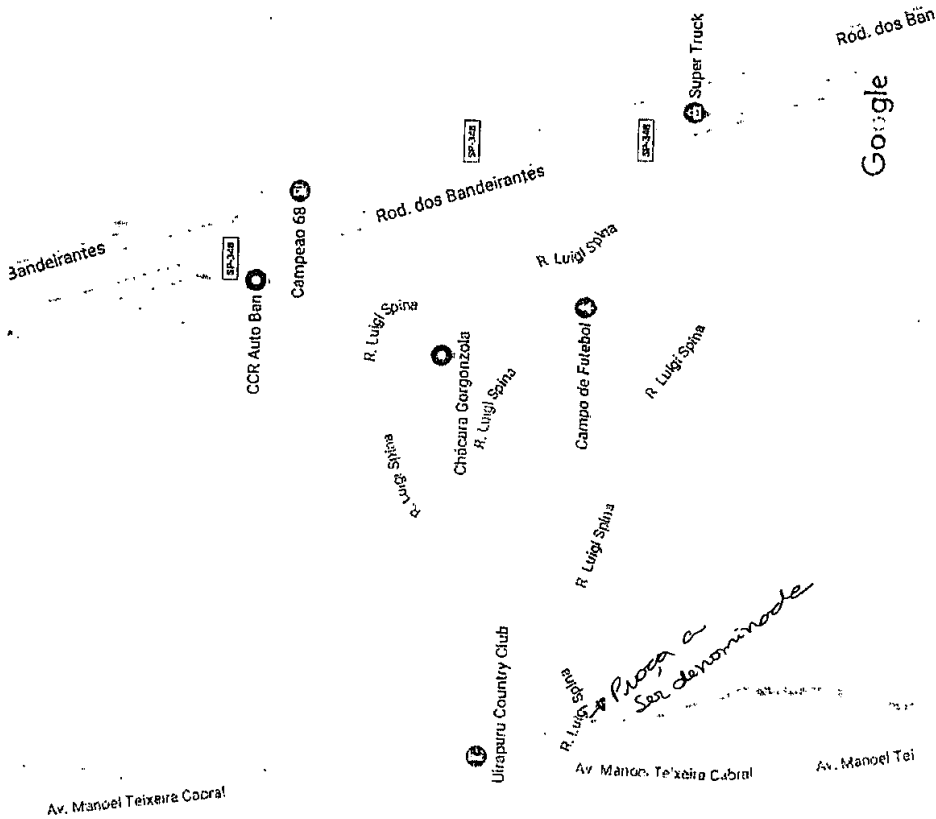 Rod. dos Ban
Super Truck
Google
SP-348
SP-348
Rod. dos Bandeirantes
Campeao 68
Bandeirantes
SP-348
CCR Auto Ban
R. Luigi Spina
R. Luigi Spina
Chácara Gorgonzola
R. Luigi Spina
Campo de Futebol
R. Luigi Spina
R. Luigi Spina
R. Luigi Spina
Uirapuru Country Club
R. Luigi Spina
R. Luigi Spina
Praça a
ser denominada
Av. Manoel Teixeira Cabral
Av. Manoel Teixeira Cabral
Av. Manoel Tei